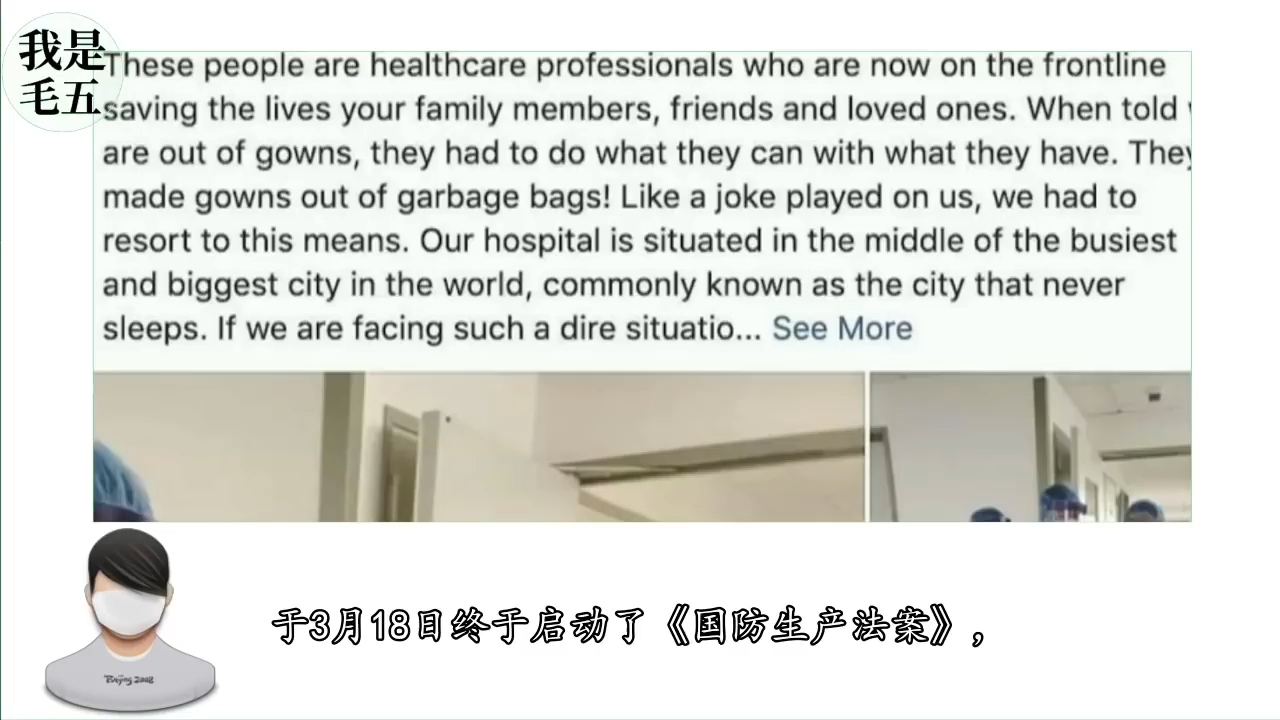 我是
毛五
These people are healthcare professionals who are now on the frontline
saving the lives your family members, friends and loved ones. When told
are out of gowns, they had to do what they can with what they have. They
made gowns out of garbage bags! Like a joke played on us, we had to
resort to this means. Our hospital is situated in the middle of the busiest
and biggest city in the world, commonly known as the city that never
sleeps. If we are facing such a dire situatio... See More
Beijing 2008
于3月18日终于启动了《国防生产法案》，